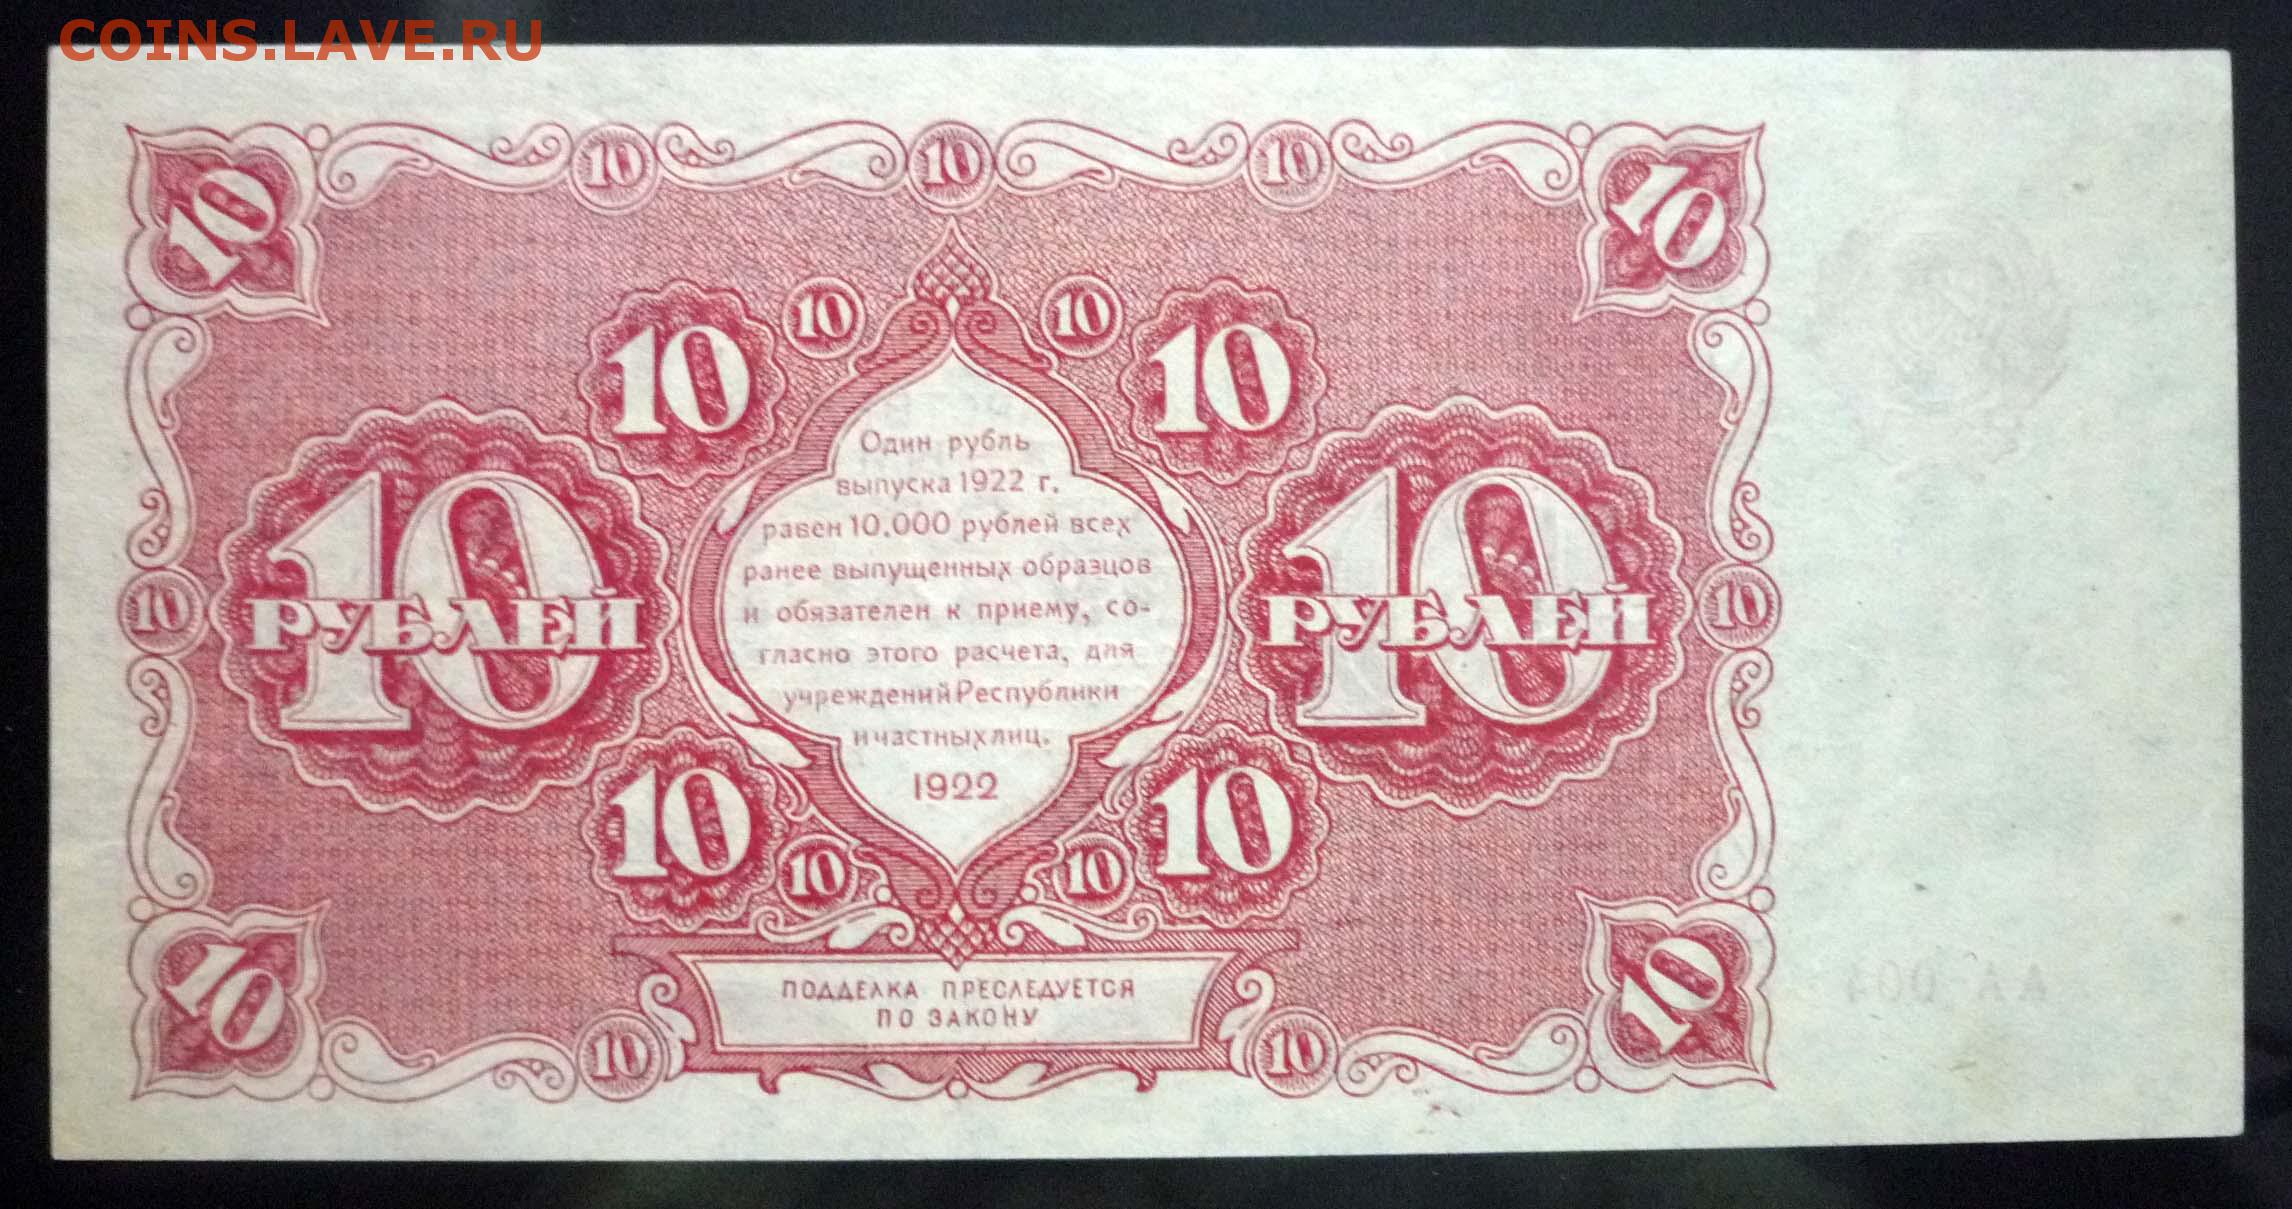 COINS.LAVE.RU
10 10 10 10 10
10 10 10 10
Один рубль
выпуска 1922 г.
равен 10.000 рублей всех
ранее выпущенных образцов
и обязателен к приему, со-
гласно этого расчета, для
учреждений Республики
и частных лиц.
1922
10 10 РУБЛЕЙ
10 РУБЛЕЙ 10
10 10 10 10
ПОДДЕЛКА ПРЕСЛЕДУЕТСЯ
ПО ЗАКОНУ
10 10 10 10